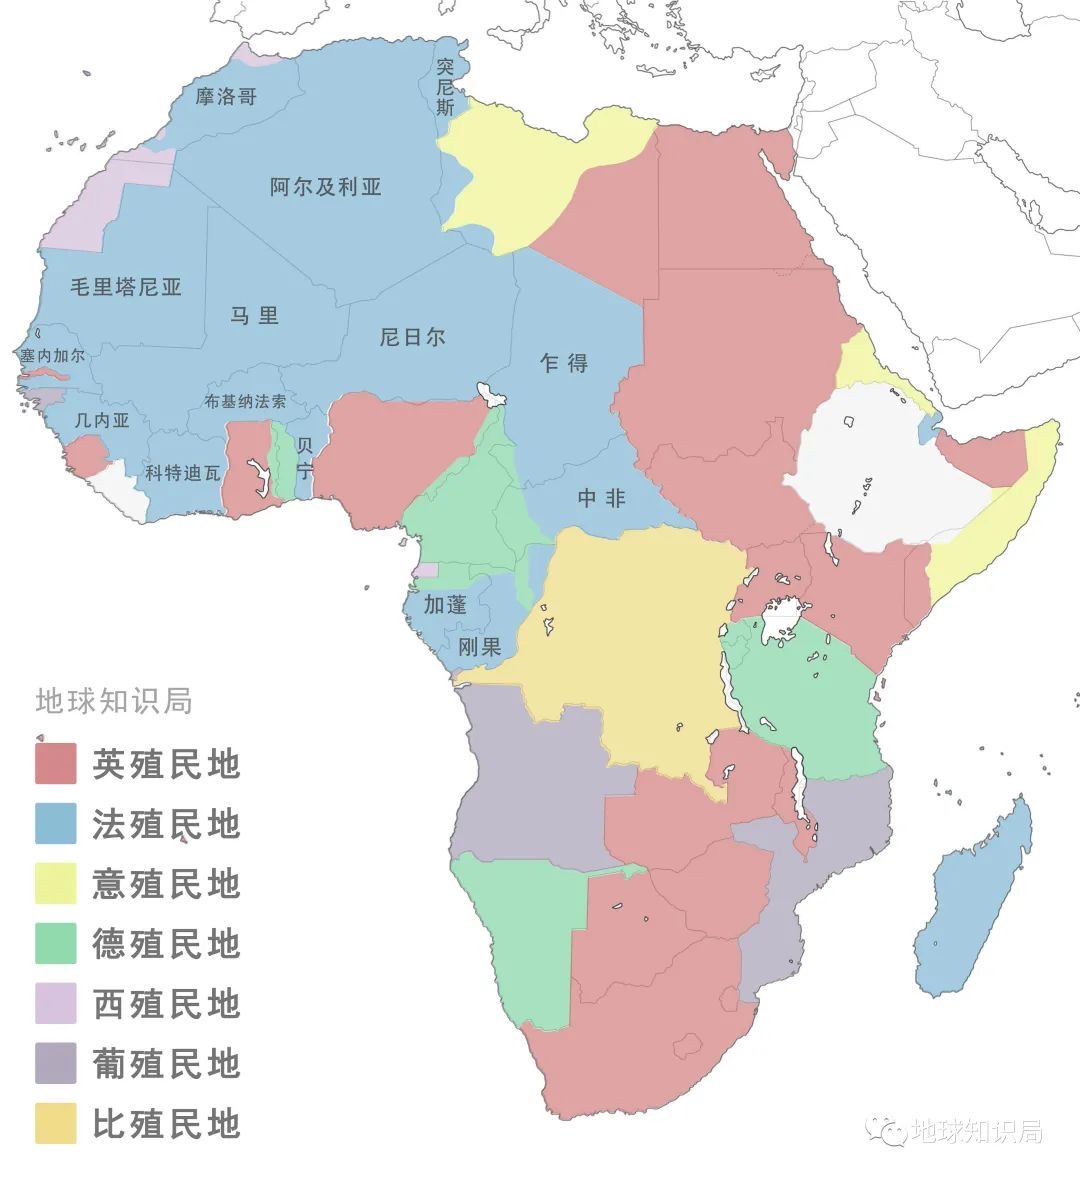 突尼斯
摩洛哥
阿尔及利亚
毛里塔尼亚
马里
尼日尔
乍得
塞内加尔
布基纳法索
几内亚
贝宁
科特迪瓦
中非
加蓬
刚果
地球知识局
英殖民地
法殖民地
意殖民地
德殖民地
西殖民地
葡殖民地
比殖民地
地球知识局